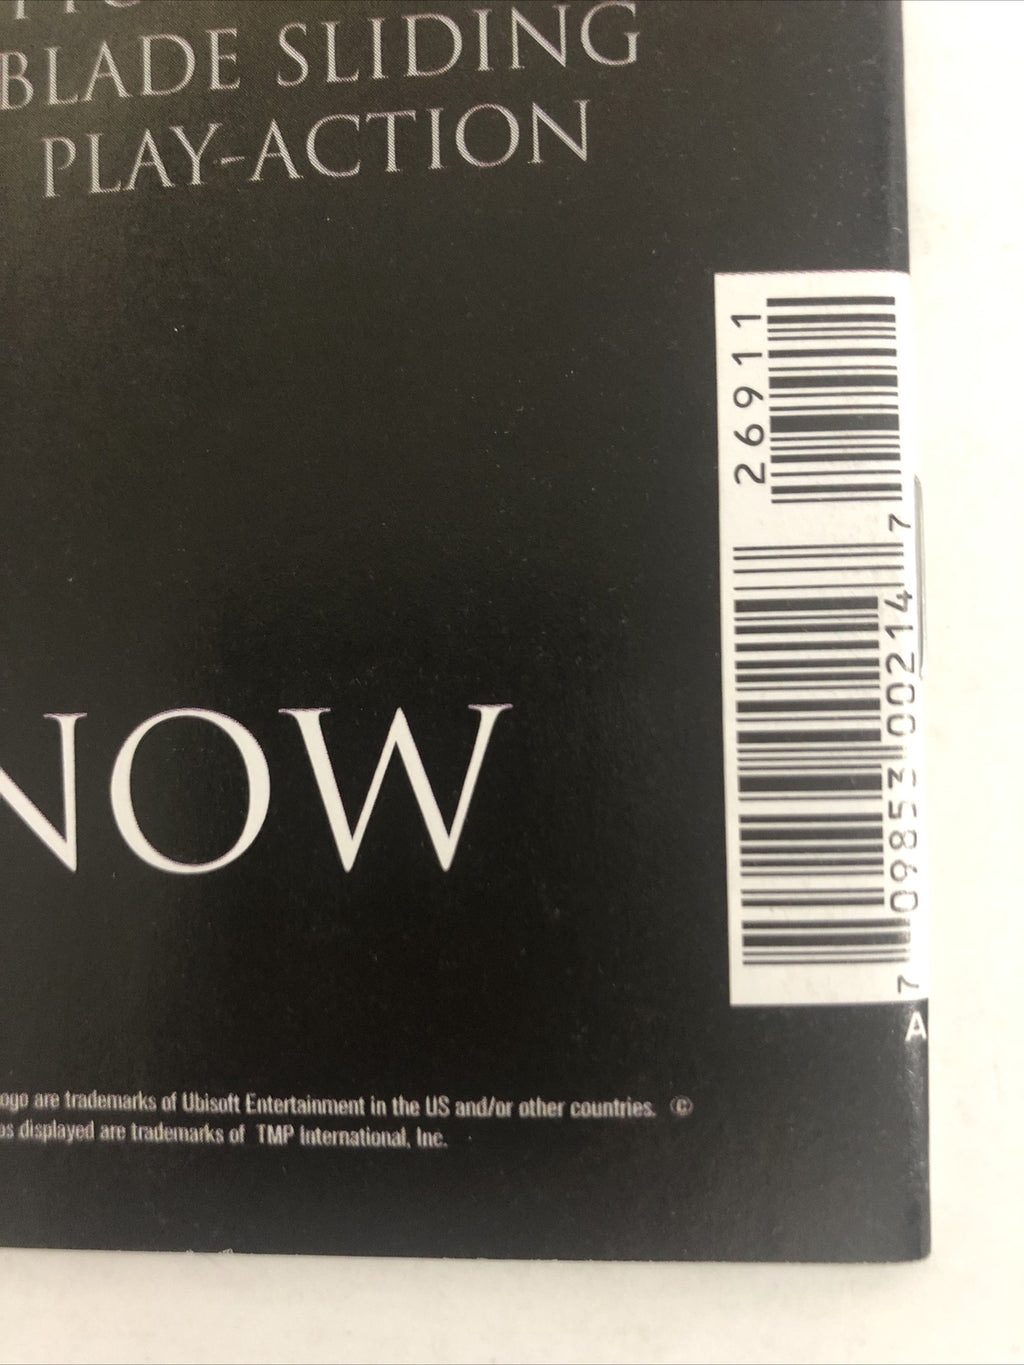 BLADE SLIDING
PLAY-ACTION
26911
7 09853 00214 7
A
NOW
ogo are trademarks of Ubisoft Entertainment in the US and/or other countries. ©
os displayed are trademarks of TMP International, Inc.